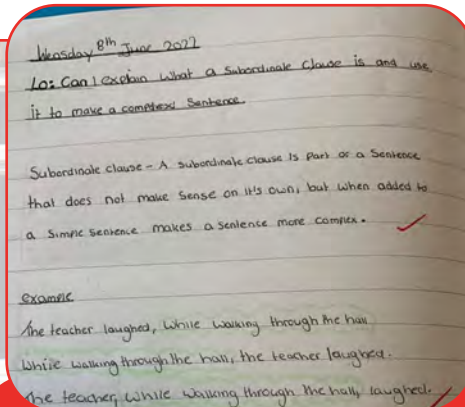 Wensday 8th June 2022
Lo: Can I explain what a subordinate clause is and use
it to make a complexd sentence.
Subordinate clause - A subordinate clause is part of a sentence
that does not make sense on it's own, but when added to
a simple sentence makes a sentence more complex.
example
The teacher laughed, while walking through the hall
While walking through the hall, the teacher laughed.
The teacher, while walking through the hall, laughed.